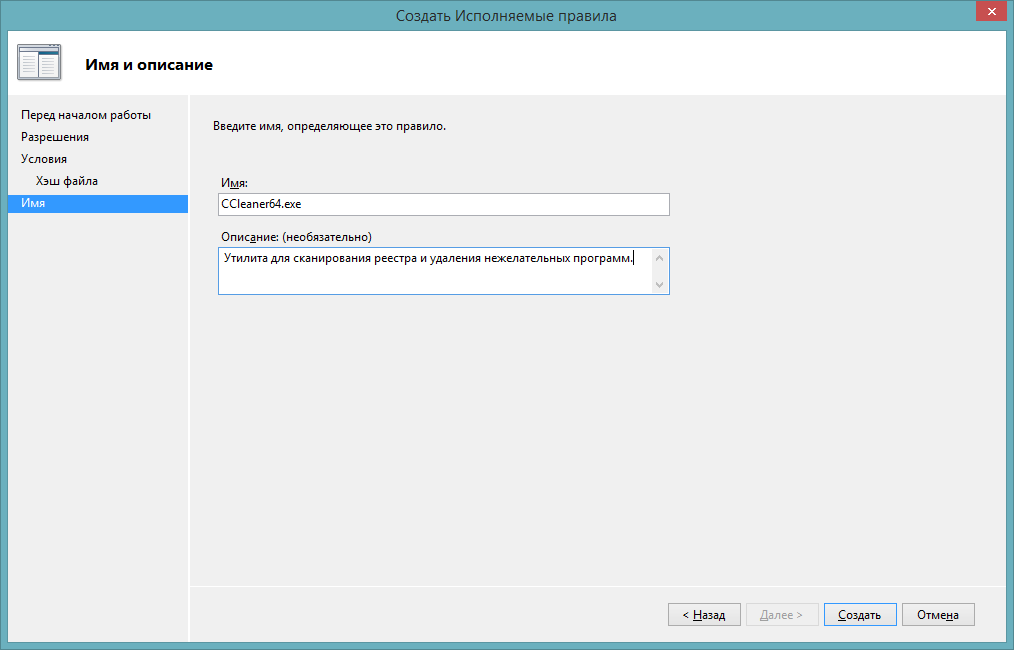 Создать Исполняемые правила
Имя и описание
Перед началом работы
Разрешения
Условия
Хэш файла
Имя
Введите имя, определяющее это правило.
Имя:
CCleaner64.exe
Описание: (необязательно)
Утилита для сканирования реестра и удаления нежелательных программ.
< Назад
Далее >
Создать
Отмена